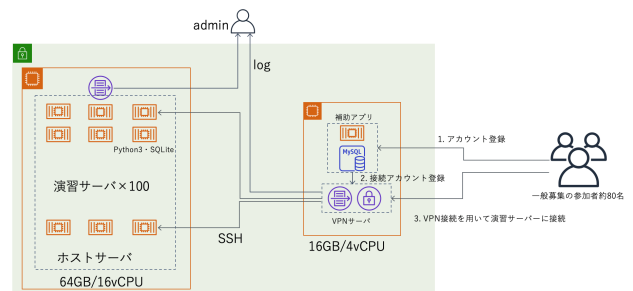 admin
log
補助アプリ
1. アカウント登録
Python3・SQLite
MySQL
2. 接続アカウント登録
演習サーバ×100
一般募集の参加者約80名
VPNサーバ
3. VPN接続を用いて演習サーバーに接続
SSH
16GB/4vCPU
ホストサーバ
64GB/16vCPU